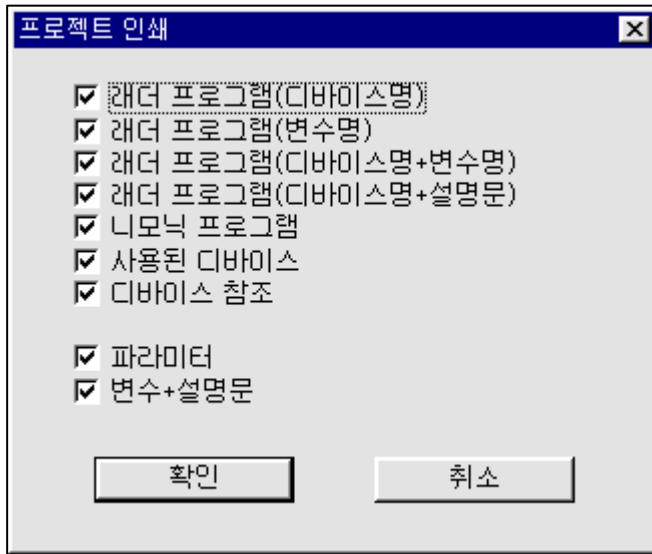 프로젝트 인쇄
래더 프로그램(디바이스명)
래더 프로그램(변수명)
래더 프로그램(디바이스명+변수명)
래더 프로그램(디바이스명+설명문)
니모닉 프로그램
사용된 디바이스
디바이스 참조
파라미터
변수+설명문
확인 취소